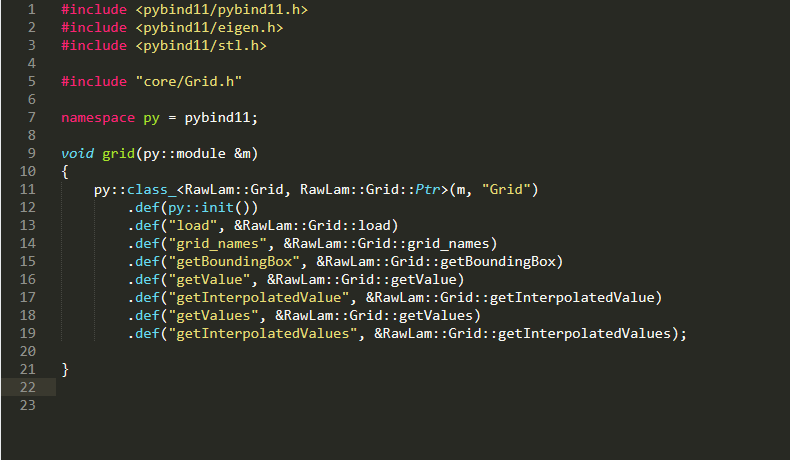 1 #include <pybind11/pybind11.h>
2 #include <pybind11/eigen.h>
3 #include <pybind11/stl.h>
4
5 #include "core/Grid.h"
6
7 namespace py = pybind11;
8
9 void grid(py::module &m)
10 {
11 py::class_<RawLam::Grid, RawLam::Grid::Ptr>(m, "Grid")
12 .def(py::init())
13 .def("load", &RawLam::Grid::load)
14 .def("grid_names", &RawLam::Grid::grid_names)
15 .def("getBoundingBox", &RawLam::Grid::getBoundingBox)
16 .def("getValue", &RawLam::Grid::getValue)
17 .def("getInterpolatedValue", &RawLam::Grid::getInterpolatedValue)
18 .def("getValues", &RawLam::Grid::getValues)
19 .def("getInterpolatedValues", &RawLam::Grid::getInterpolatedValues);
20
21 }
22
23